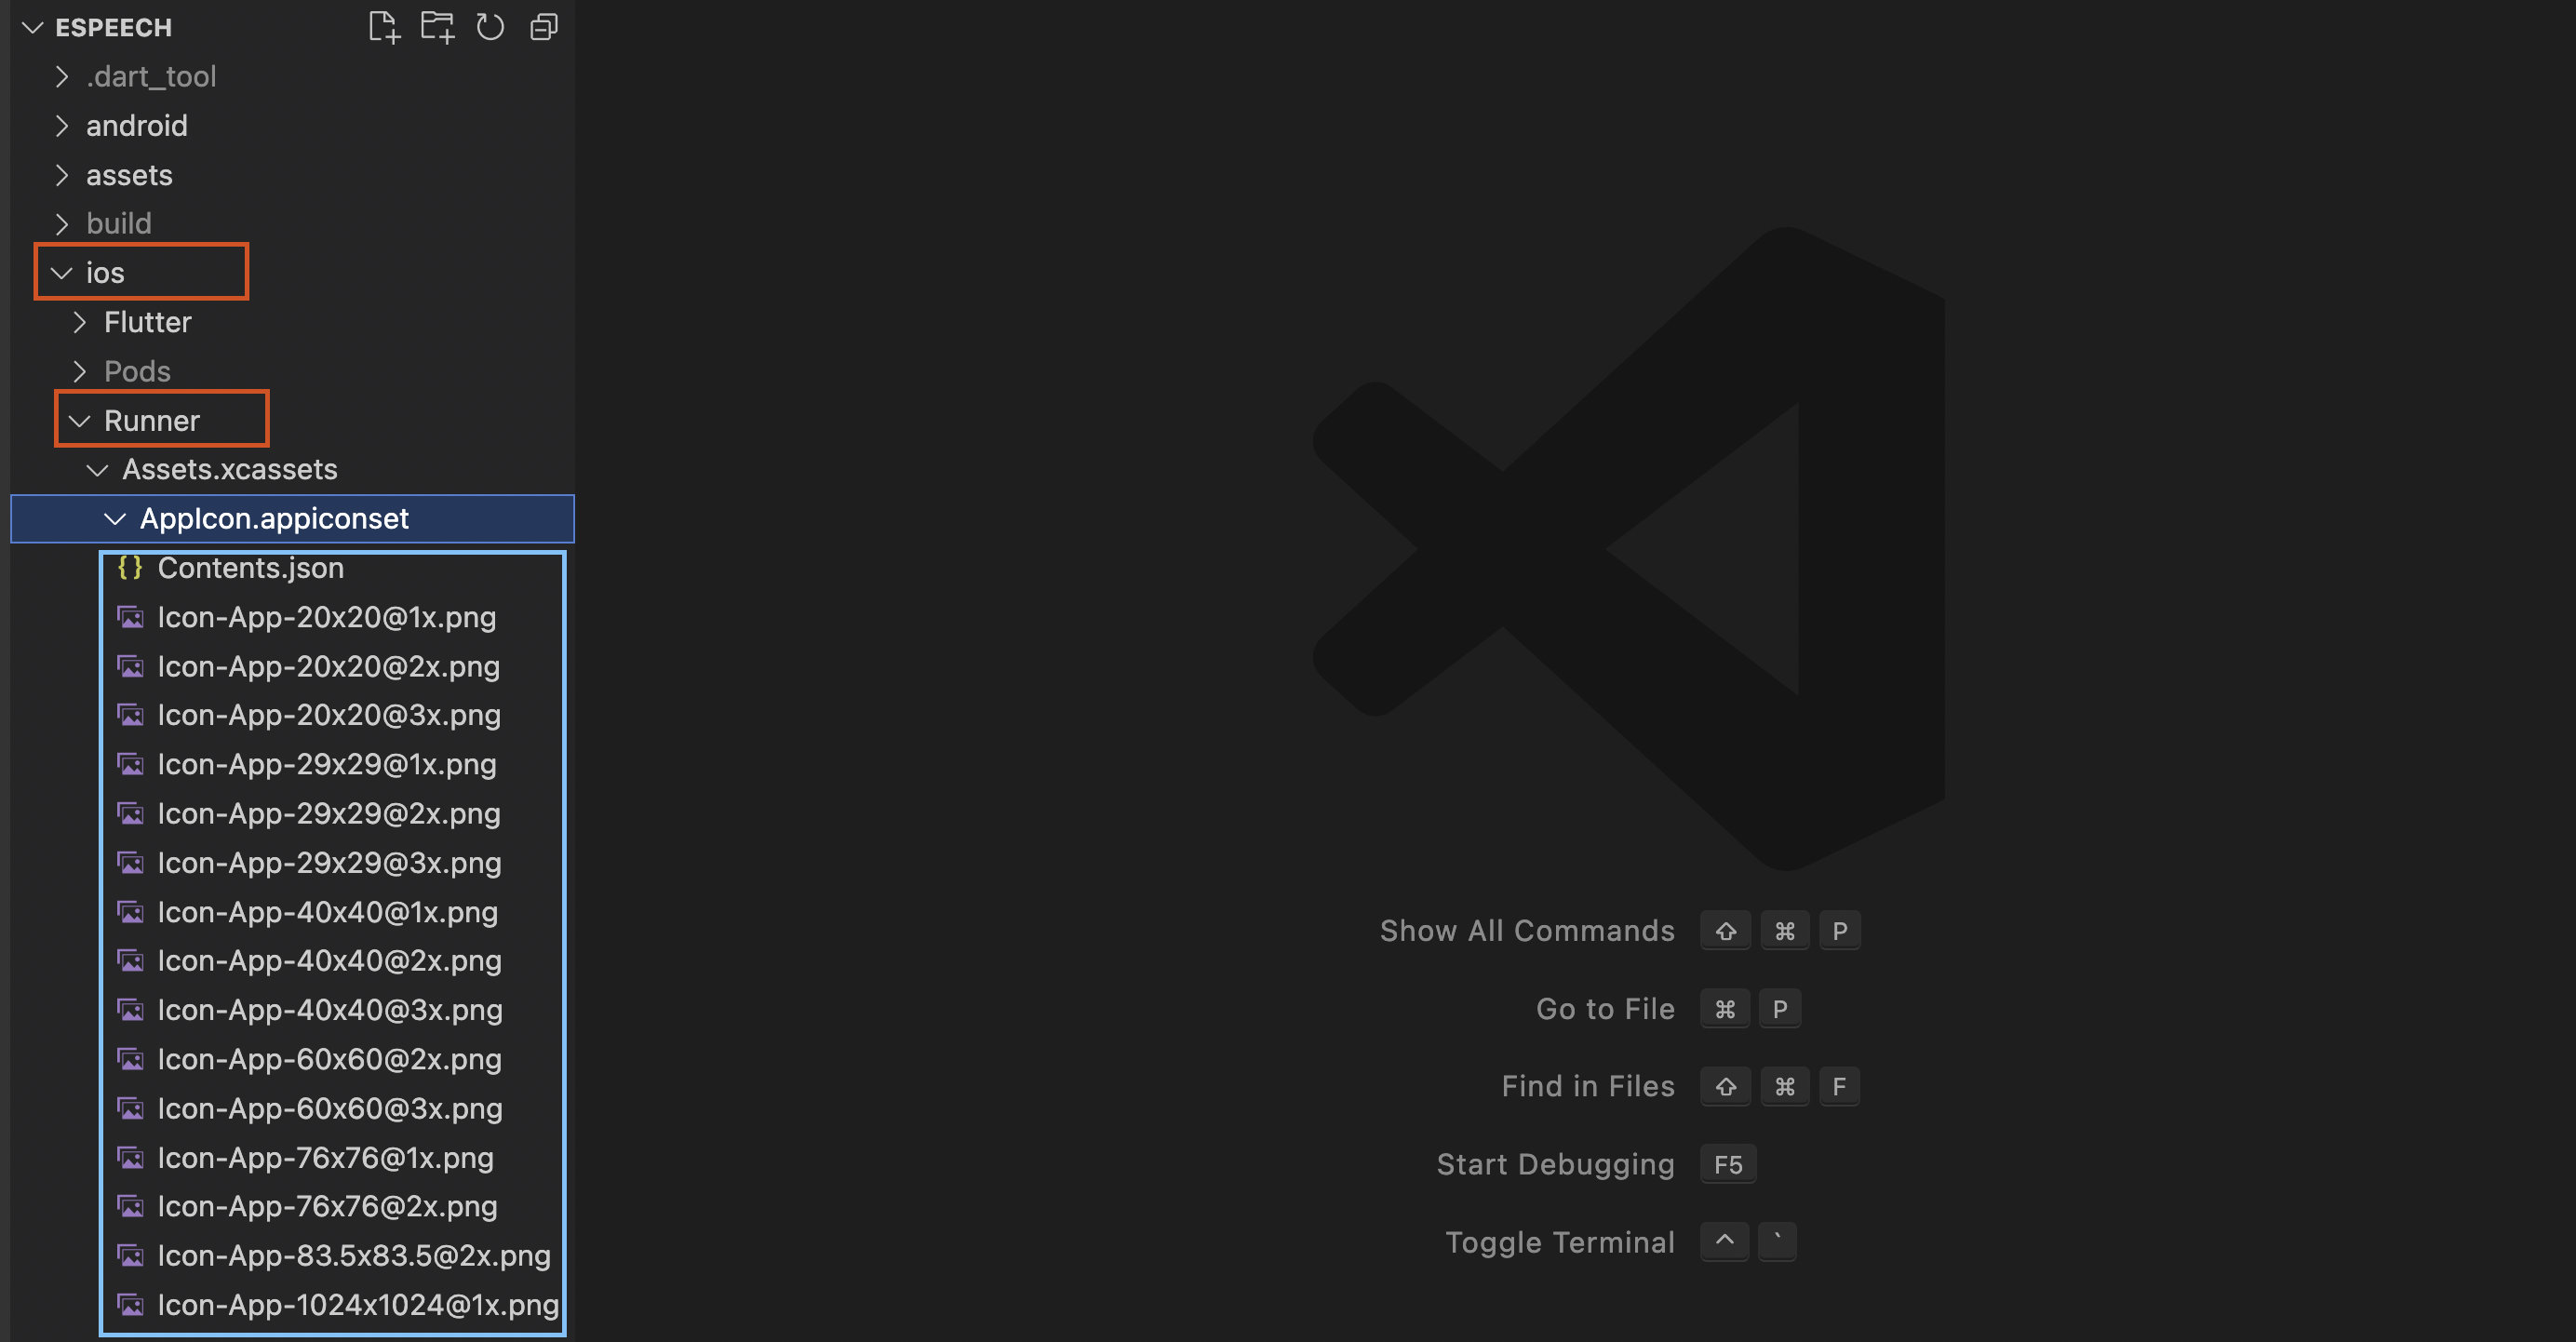 ESPEECH
.dart_tool
android
assets
build
ios
Flutter
Pods
Runner
Assets.xcassets
AppIcon.appiconset
{} Contents.json
Icon-App-20x20@1x.png
Icon-App-20x20@2x.png
Icon-App-20x20@3x.png
Icon-App-29x29@1x.png
Icon-App-29x29@2x.png
Icon-App-29x29@3x.png
Icon-App-40x40@1x.png
Icon-App-40x40@2x.png
Icon-App-40x40@3x.png
Icon-App-60x60@2x.png
Icon-App-60x60@3x.png
Icon-App-76x76@1x.png
Icon-App-76x76@2x.png
Icon-App-83.5x83.5@2x.png
Icon-App-1024x1024@1x.png
Show All Commands ⇧ ⌘ P
Go to File ⌘ P
Find in Files ⇧ ⌘ F
Start Debugging F5
Toggle Terminal ^ `